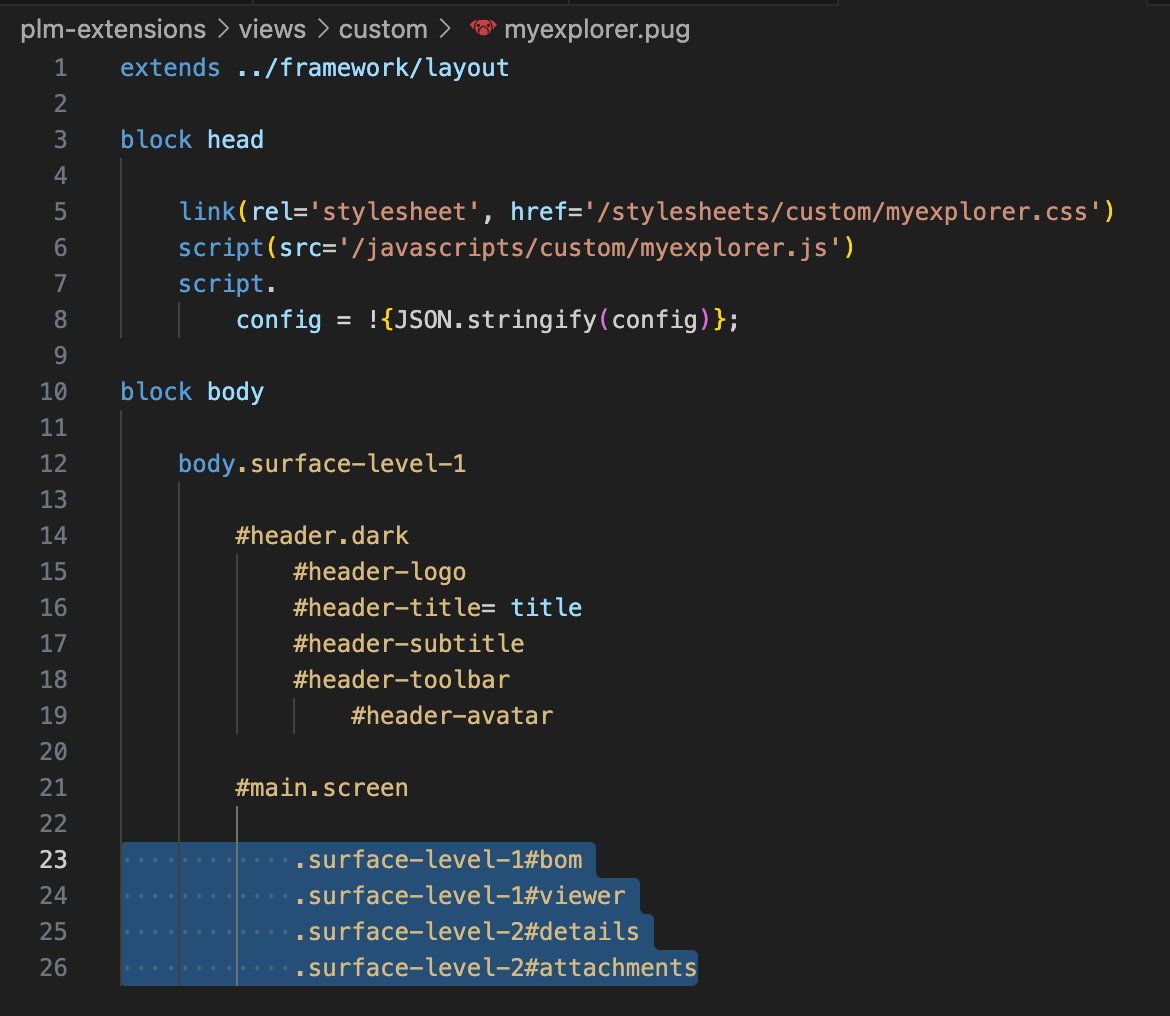 plm-extensions > views > custom > myexplorer.pug
1 extends ../framework/layout
2
3 block head
4
5 link(rel='stylesheet', href='/stylesheets/custom/myexplorer.css')
6 script(src='/javascripts/custom/myexplorer.js')
7 script.
8 config = !{JSON.stringify(config)};
9
10 block body
11
12 body.surface-level-1
13
14 #header.dark
15 #header-logo
16 #header-title= title
17 #header-subtitle
18 #header-toolbar
19 #header-avatar
20
21 #main.screen
22
23 .surface-level-1#bom
24 .surface-level-1#viewer
25 .surface-level-2#details
26 .surface-level-2#attachments